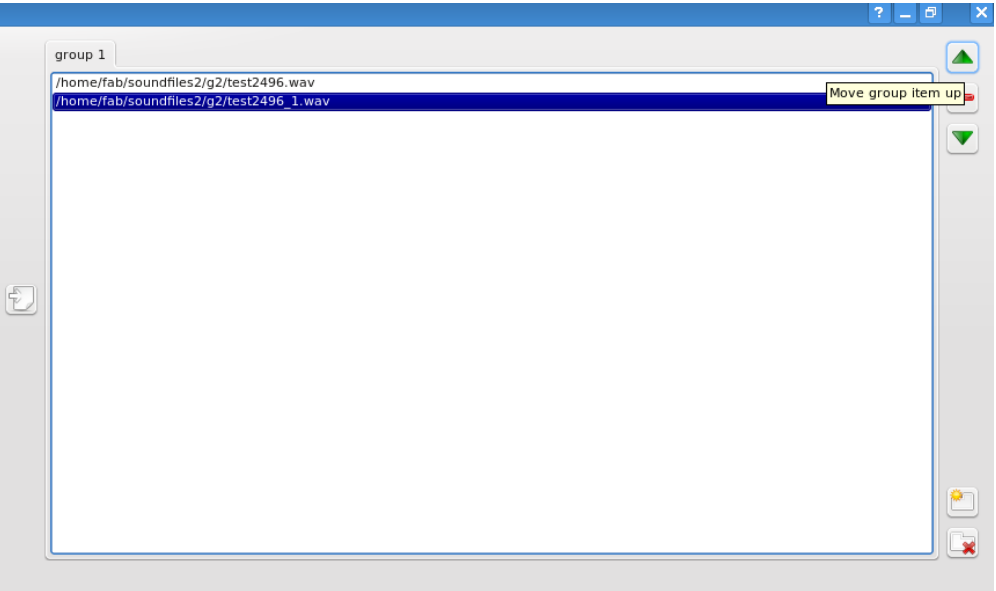 group 1
/home/fab/soundfiles2/g2/test2496.wav
/home/fab/soundfiles2/g2/test2496_1.wav
Move group item up